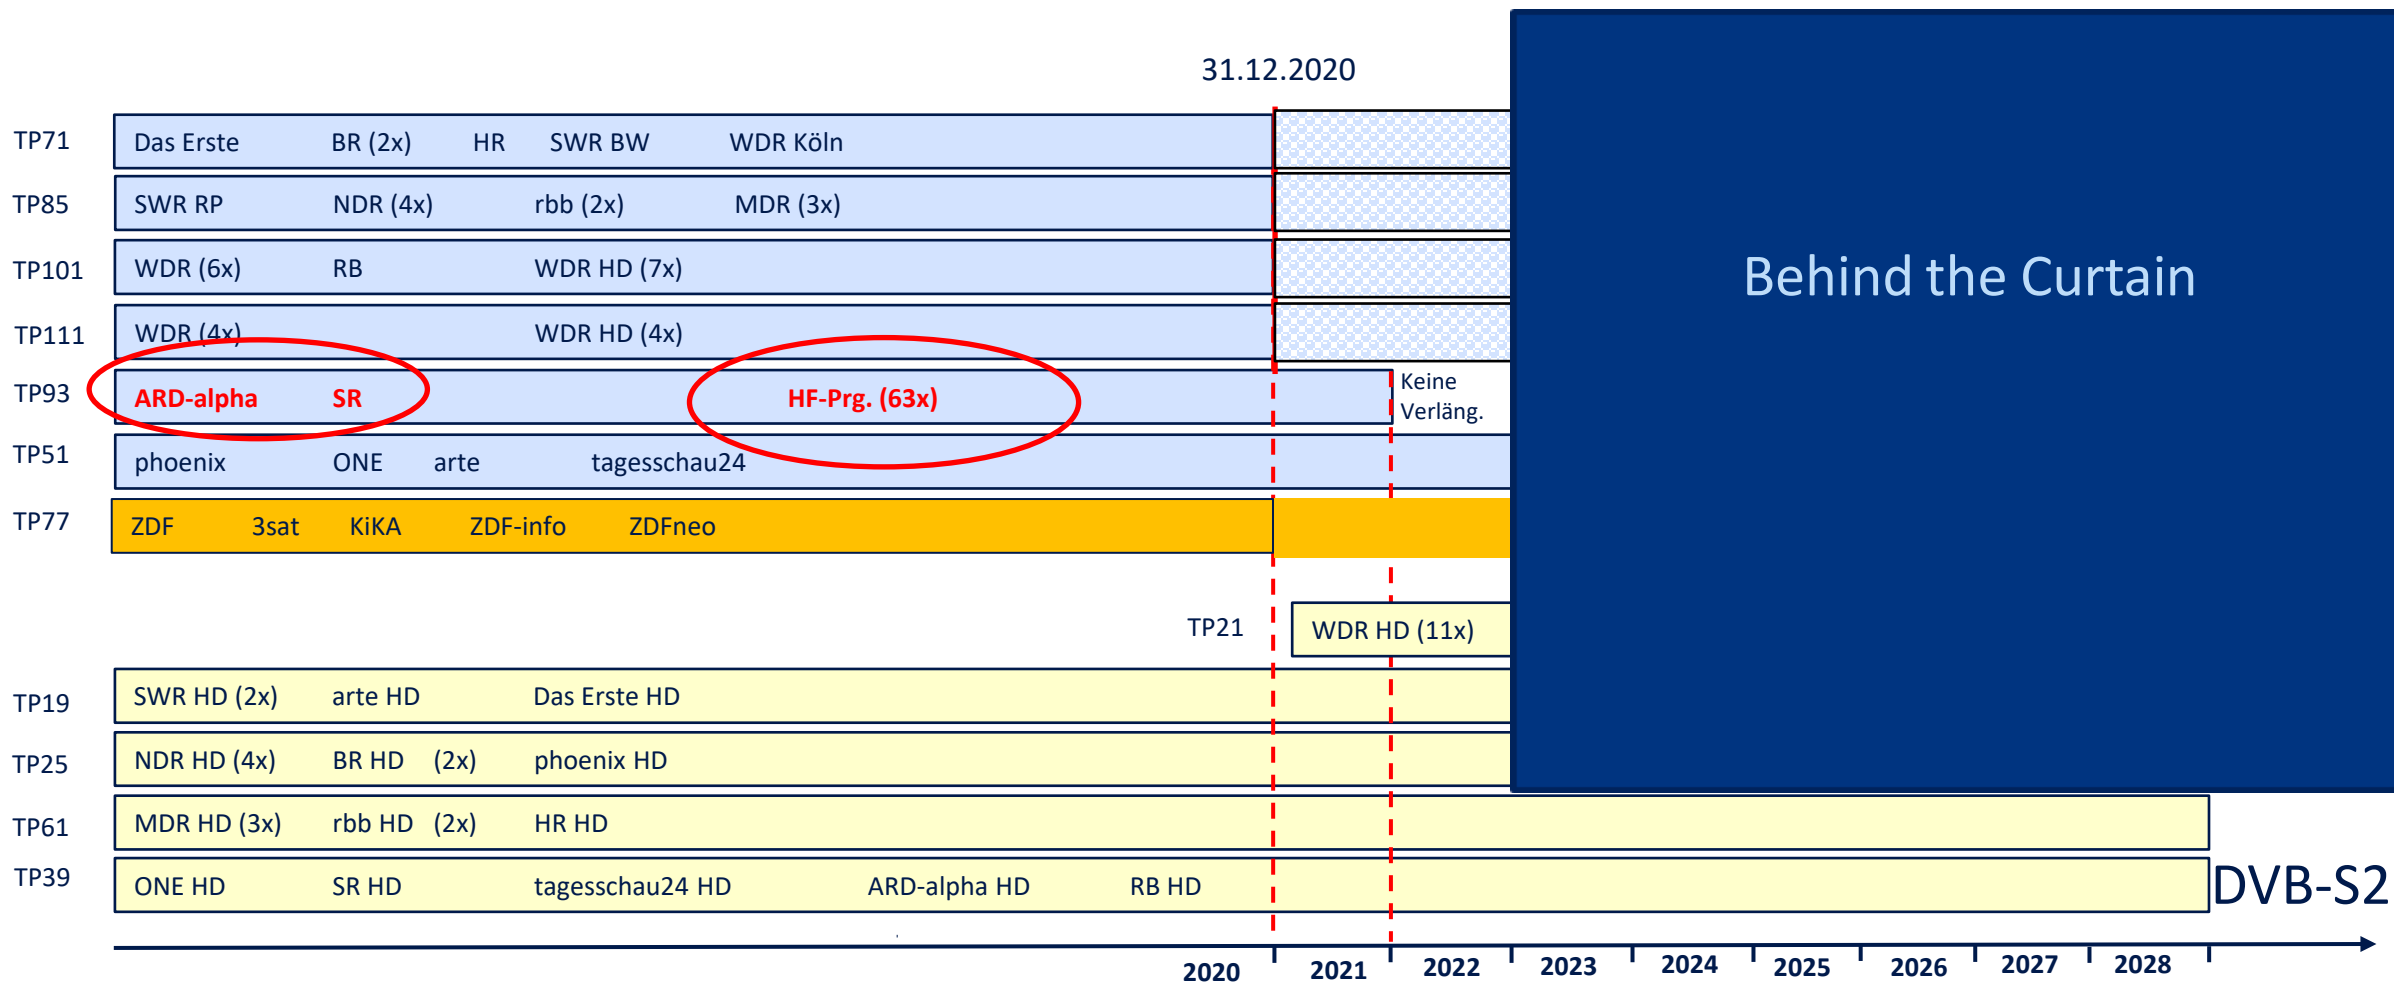 31.12.2020
TP71 Das Erste BR (2x) HR SWR BW WDR Köln
TP85 SWR RP NDR (4x) rbb (2x) MDR (3x)
TP101 WDR (6x) RB WDR HD (7x)
Behind the Curtain
TP111 WDR (4x) WDR HD (4x)
TP93 ARD-alpha SR HF-Prg. (63x) Keine
Verläng.
TP51 phoenix ONE arte tagesschau24
TP77 ZDF 3sat KiKA ZDF-info ZDFneo
TP21 WDR HD (11x)
TP19 SWR HD (2x) arte HD Das Erste HD
TP25 NDR HD (4x) BR HD (2x) phoenix HD
TP61 MDR HD (3x) rbb HD (2x) HR HD
TP39 ONE HD SR HD tagesschau24 HD ARD-alpha HD RB HD DVB-S2
2020 2021 2022 2023 2024 2025 2026 2027 2028